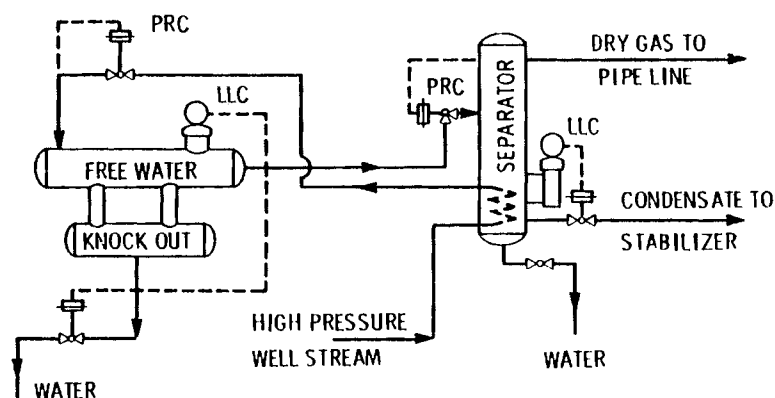 PRC
LLC
FREE WATER
KNOCK OUT
WATER
HIGH PRESSURE
WELL STREAM
PRC
SEPARATOR
DRY GAS TO
PIPE LINE
LLC
CONDENSATE TO
STABILIZER
WATER